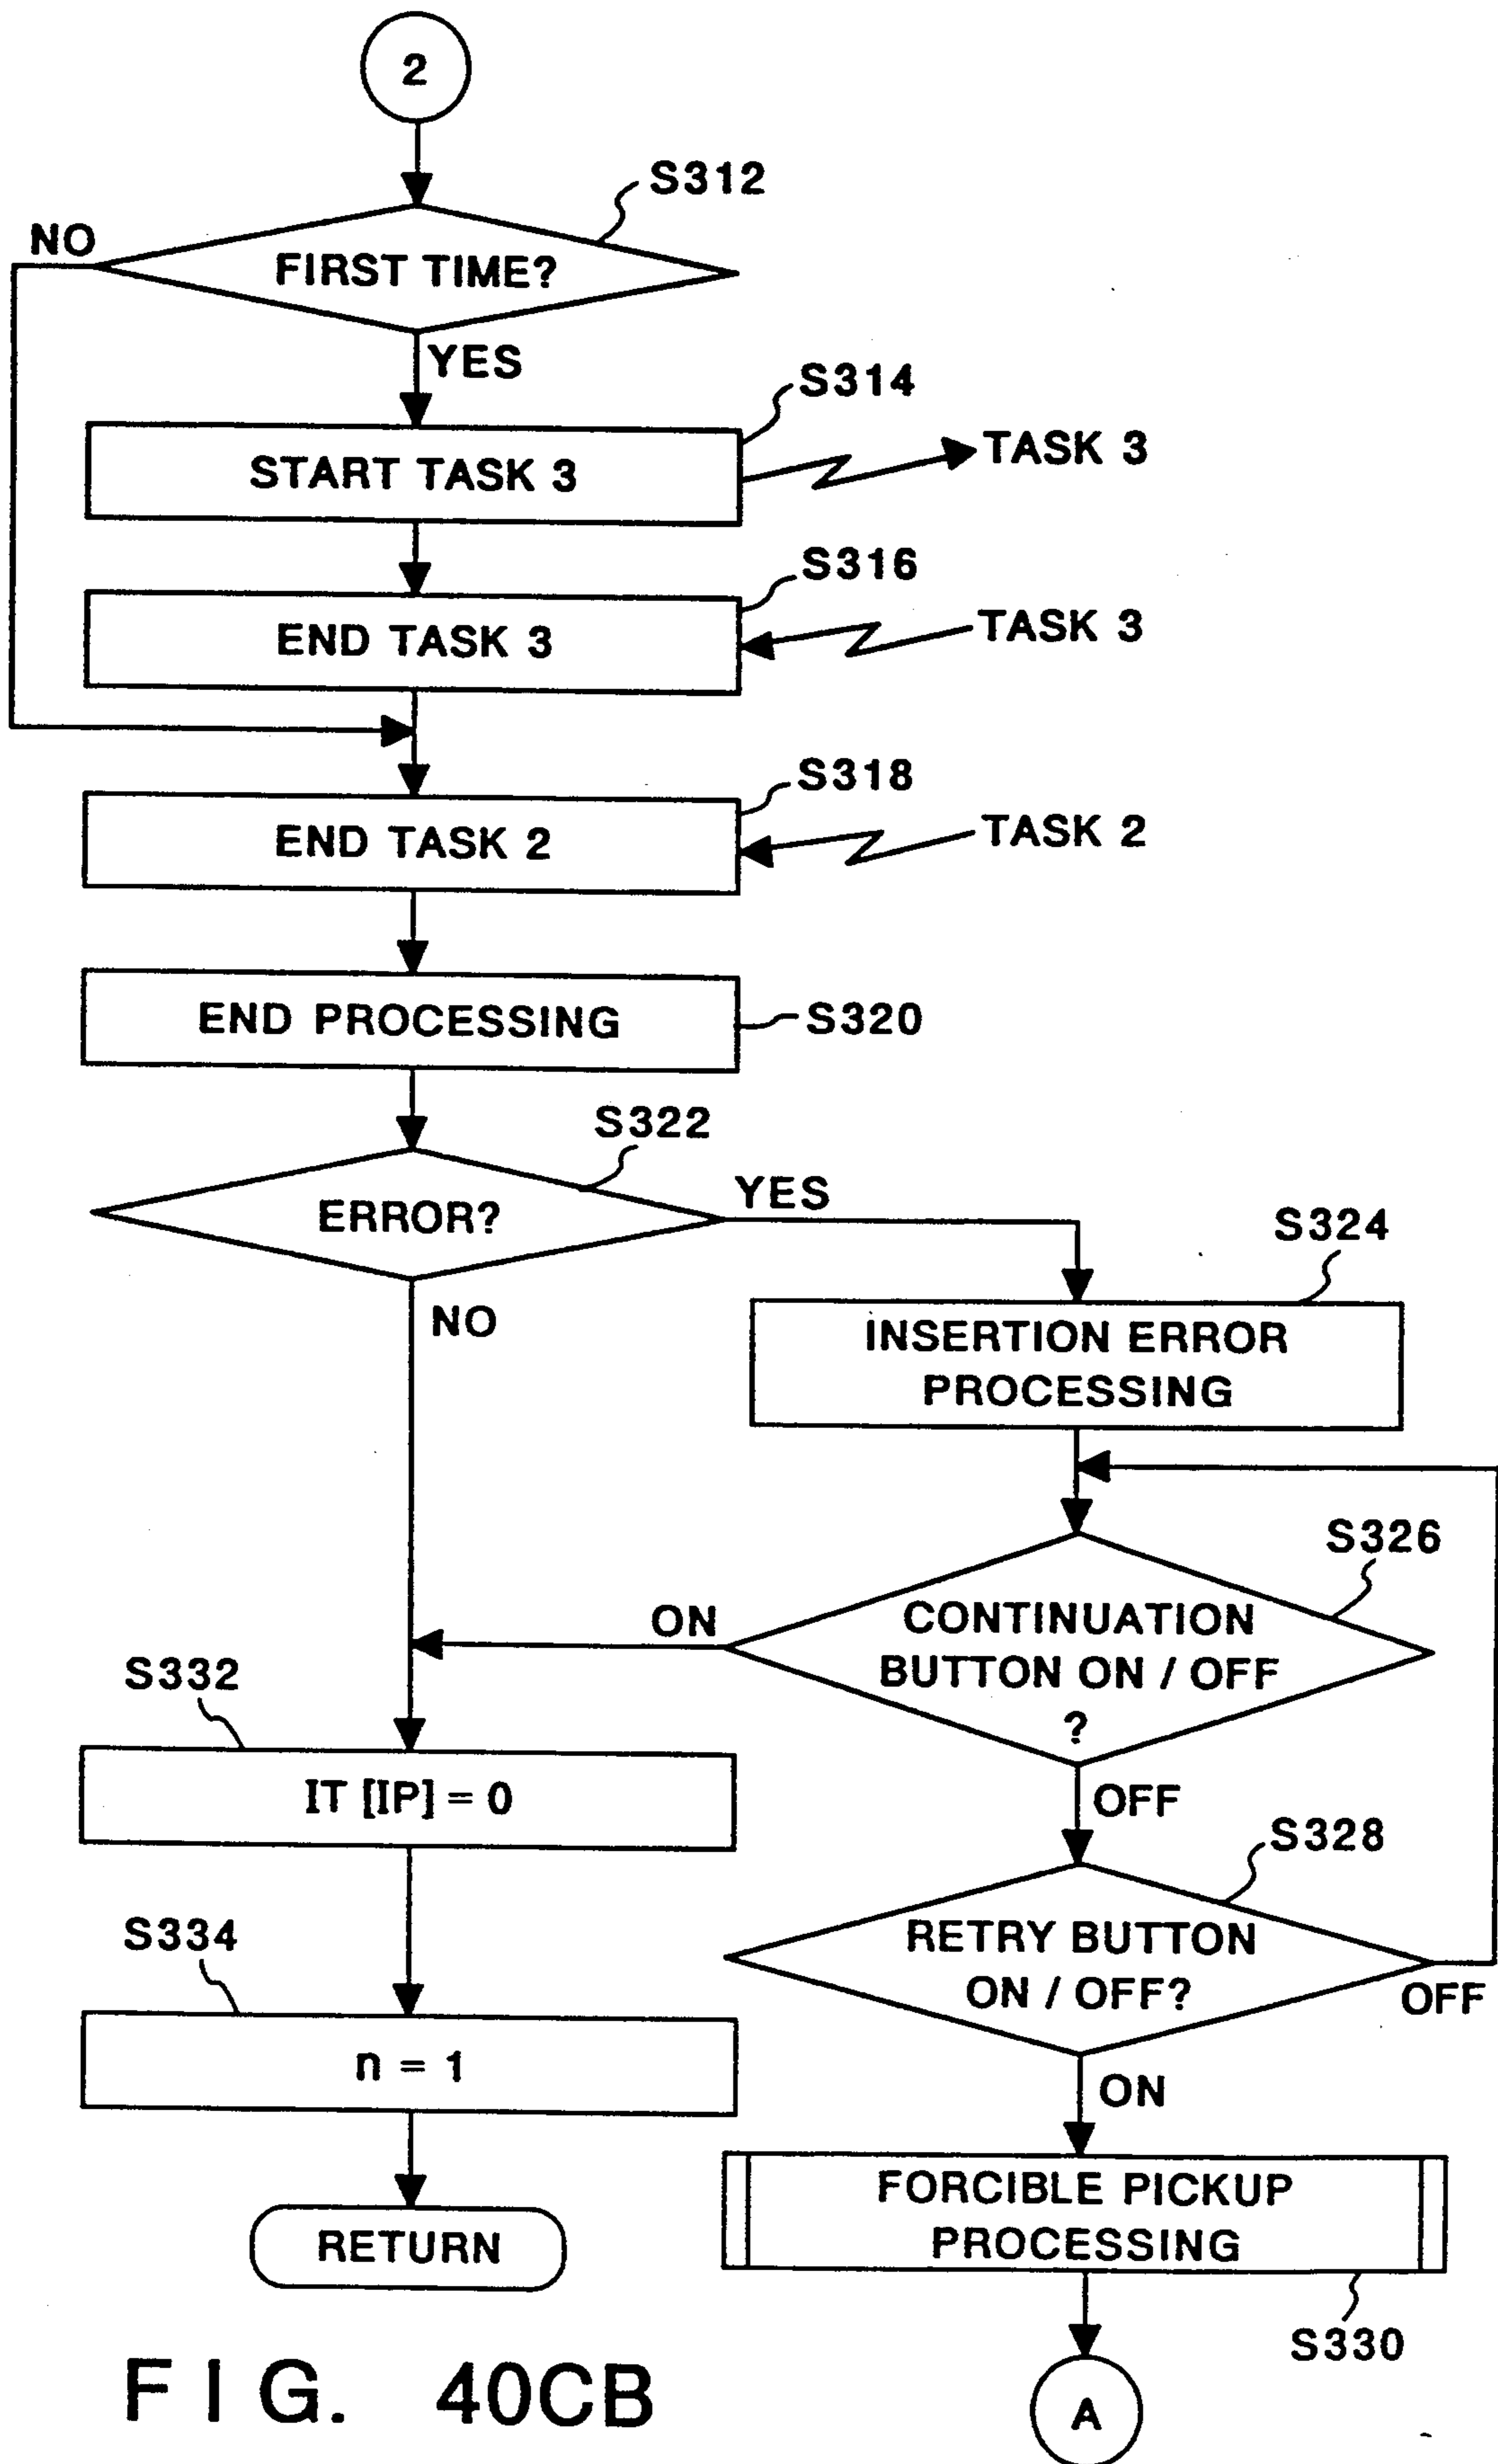 2
S312
NO
FIRST TIME?
YES
S314
START TASK 3
TASK 3
S316
END TASK 3
TASK 3
S318
END TASK 2
TASK 2
END PROCESSING
S320
S322
ERROR?
YES
NO
S324
INSERTION ERROR
PROCESSING
S326
CONTINUATION
BUTTON ON / OFF
?
ON
OFF
S332
IT [IP] = 0
S328
RETRY BUTTON
ON / OFF?
OFF
ON
S334
n = 1
RETURN
FORCIBLE PICKUP
PROCESSING
S330
A
FIG. 40CB